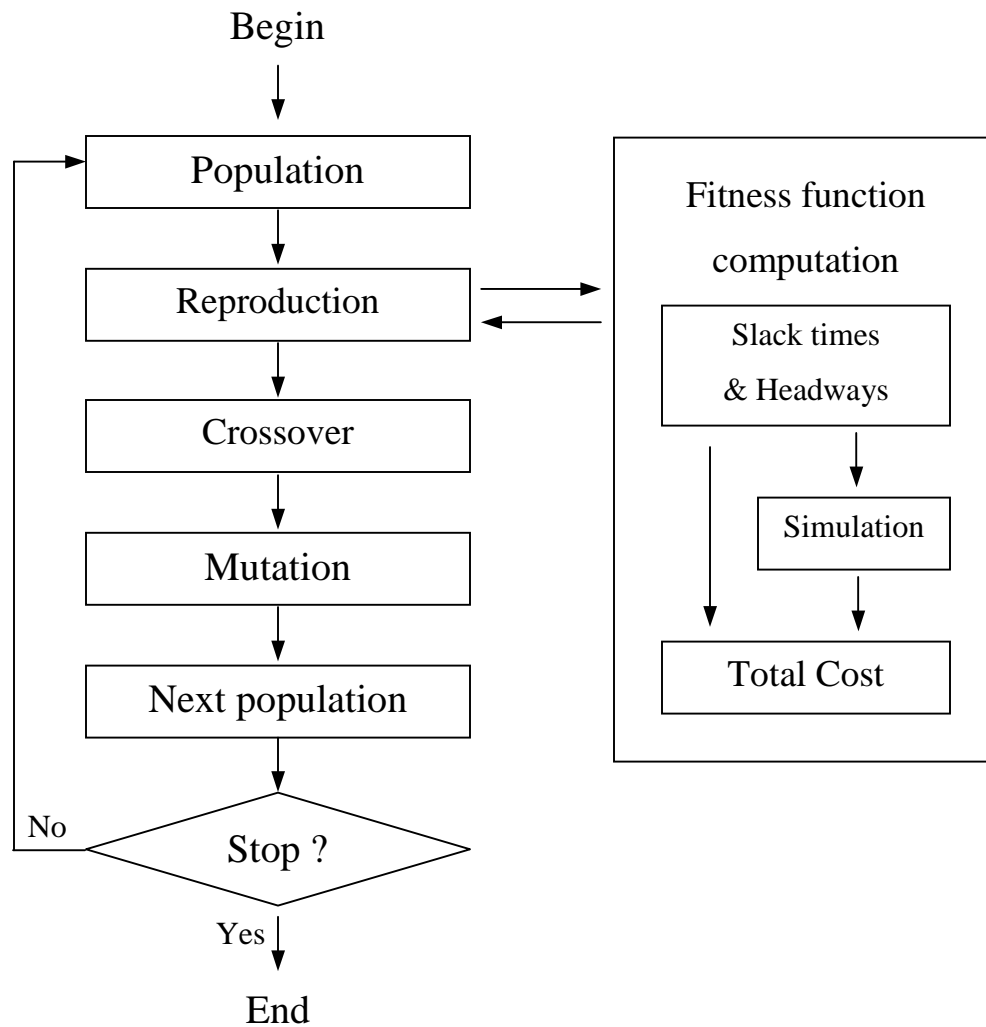 Begin
Population
Reproduction
Crossover
Mutation
Next population
Stop ?
No
Yes
End
Fitness function
computation
Slack times
& Headways
Simulation
Total Cost